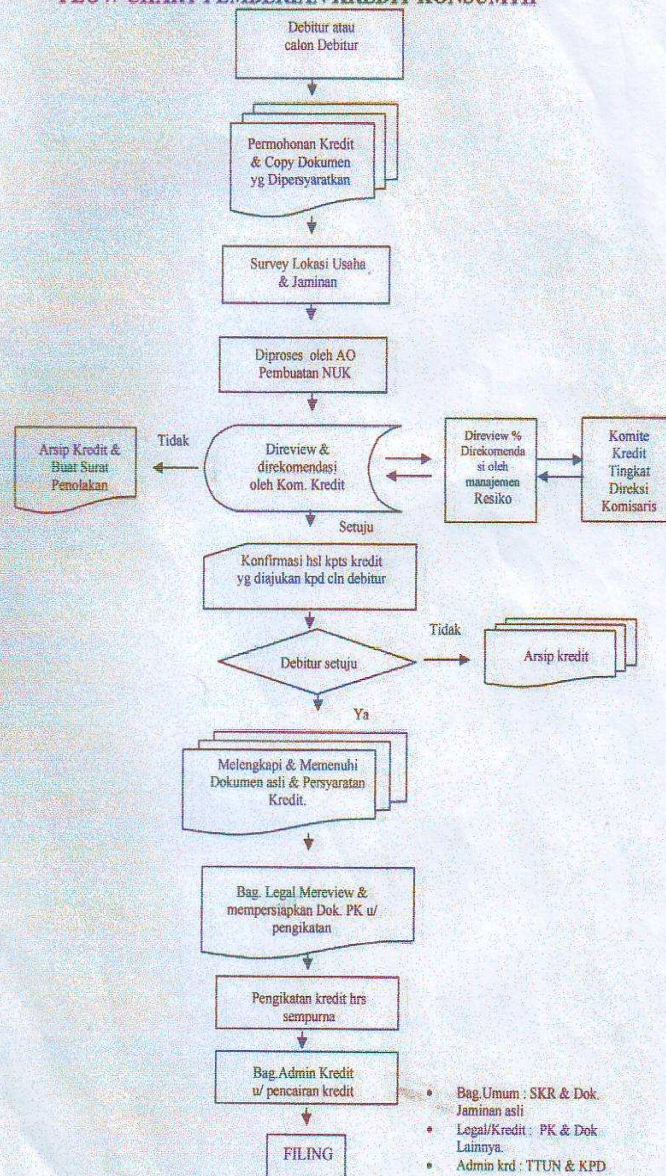 FLOW CHART PEMBERIAN KREDIT KONSUMTIF
Debitur atau
calon Debitur
Permohonan Kredit
& Copy Dokumen
yg Dipersyaratkan
Survey Lokasi Usaha
& Jaminan
Diproses oleh AO
Pembuatan NUK
Arsip Kredit &
Buat Surat
Penolakan
Tidak
Direview &
direkomendasi
oleh Kom. Kredit
Direview %
Direkomenda
si oleh
manajemen
Resiko
Komite
Kredit
Tingkat
Direksi
Komisaris
Setuju
Konfirmasi hsl kpts kredit
yg diajukan kpd cln debitur
Debitur setuju
Tidak
Arsip kredit
Ya
Melengkapi & Memenuhi
Dokumen asli & Persyaratan
Kredit.
Bag. Legal Mereview &
mempersiapkan Dok. PK u/
pengikatan
Pengikatan kredit hrs
sempurna
Bag.Admin Kredit
u/ pencairan kredit
FILING
• Bag.Umum : SKR & Dok.
Jaminan asli
• Legal/Kredit : PK & Dok
Lainnya.
• Admin krd : TTUN & KPD